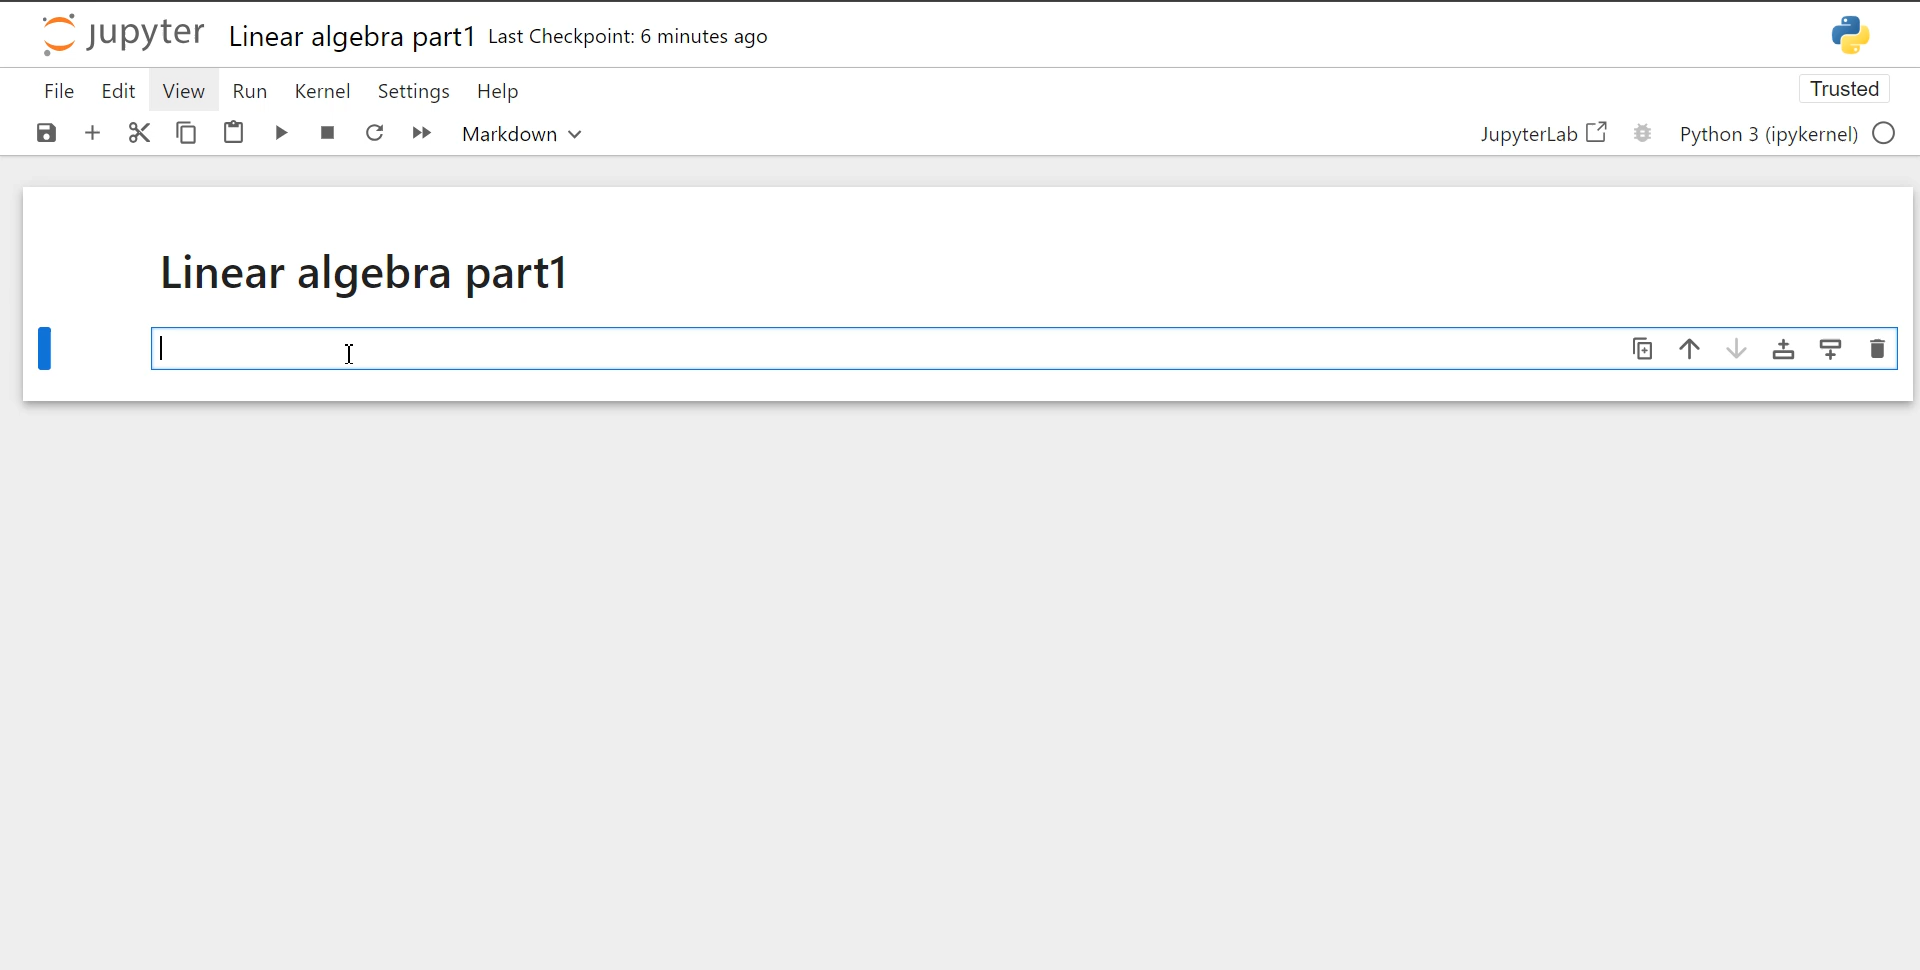 jupyter Linear algebra part1 Last Checkpoint: 6 minutes ago
File Edit View Run Kernel Settings Help Trusted
Markdown JupyterLab Python 3 (ipykernel)
Linear algebra part1